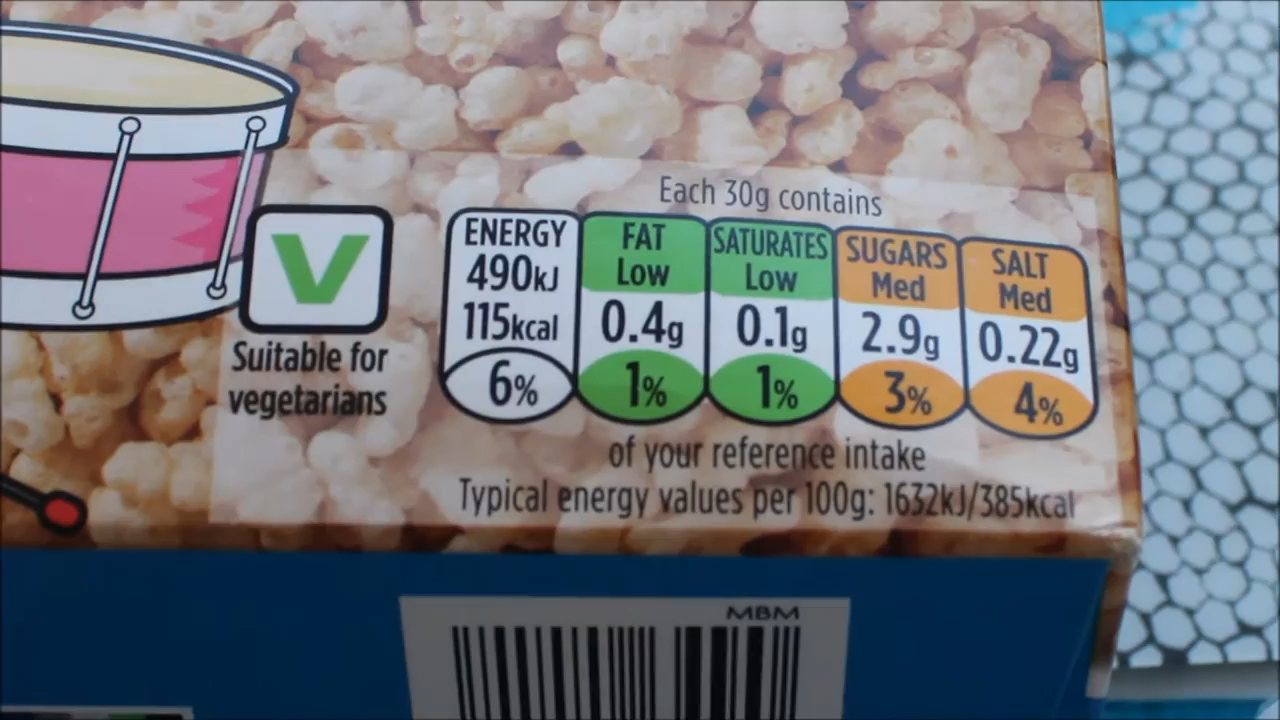 Each 30g contains
ENERGY
490kJ
115kcal
6%
FAT
Low
0.4g
1%
SATURATES
Low
0.1g
1%
SUGARS
Med
2.9g
3%
SALT
Med
0.22g
4%
of your reference intake
Typical energy values per 100g: 1632kJ/385kcal
V
Suitable for
vegetarians
MBM